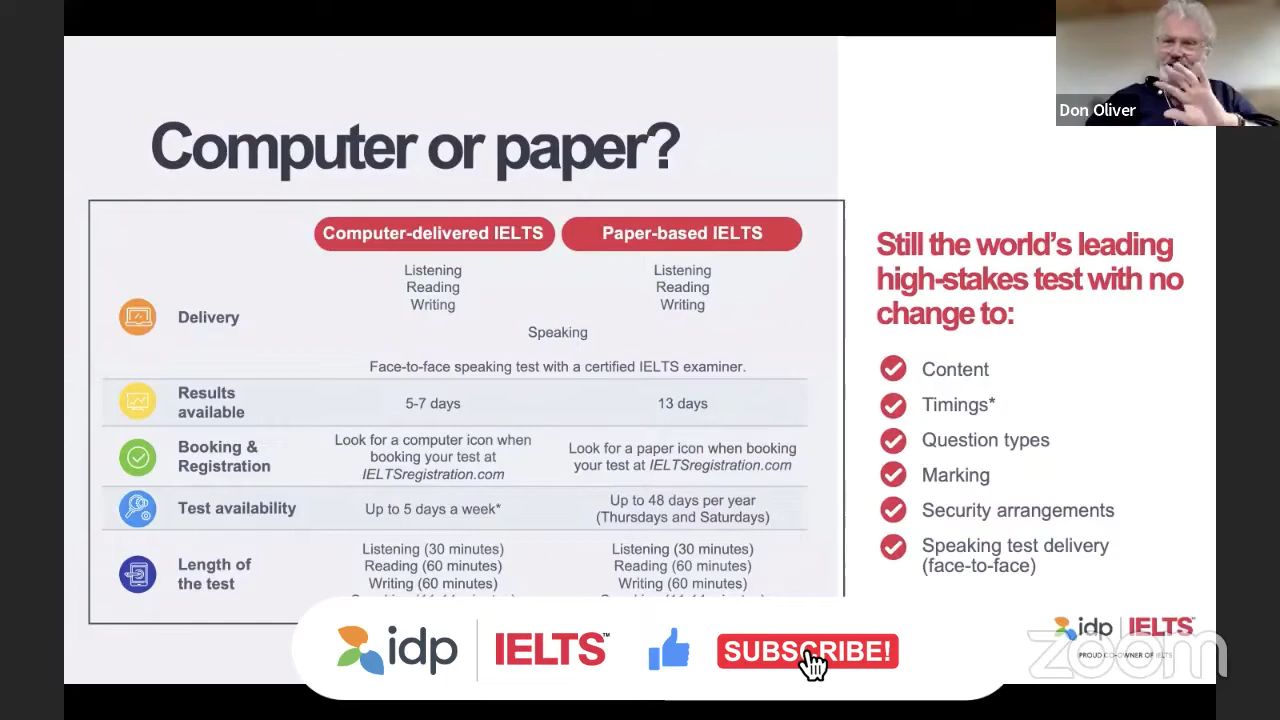 Don Oliver
Computer or paper?
Computer-delivered IELTS
Paper-based IELTS
Delivery
Listening
Reading
Writing
Listening
Reading
Writing
Speaking
Face-to-face speaking test with a certified IELTS examiner.
Results
available
5-7 days
13 days
Booking &
Registration
Look for a computer icon when
booking your test at
IELTSregistration.com
Look for a paper icon when booking
your test at IELTSregistration.com
Test availability
Up to 5 days a week*
Up to 48 days per year
(Thursdays and Saturdays)
Length of
the test
Listening (30 minutes)
Reading (60 minutes)
Writing (60 minutes)
Listening (30 minutes)
Reading (60 minutes)
Writing (60 minutes)
Still the world's leading
high-stakes test with no
change to:
Content
Timings*
Question types
Marking
Security arrangements
Speaking test delivery
(face-to-face)
idp IELTS™
SUBSCRIBE!
idp IELTS
PROUD CO-OWNER OF IELTS
zoom